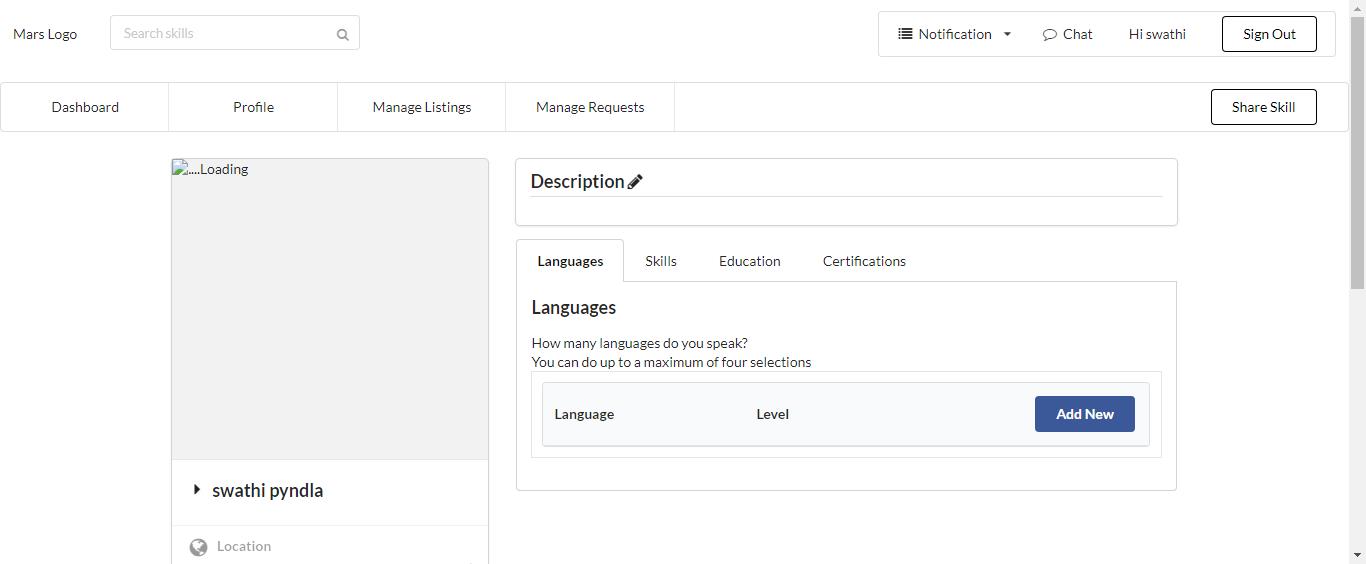 Mars Logo
Search skills
Notification
Chat
Hi swathi
Sign Out
Dashboard
Profile
Manage Listings
Manage Requests
Share Skill
....Loading
swathi pyndla
Location
Description
Languages
Skills
Education
Certifications
Languages
How many languages do you speak?
You can do up to a maximum of four selections
Language
Level
Add New